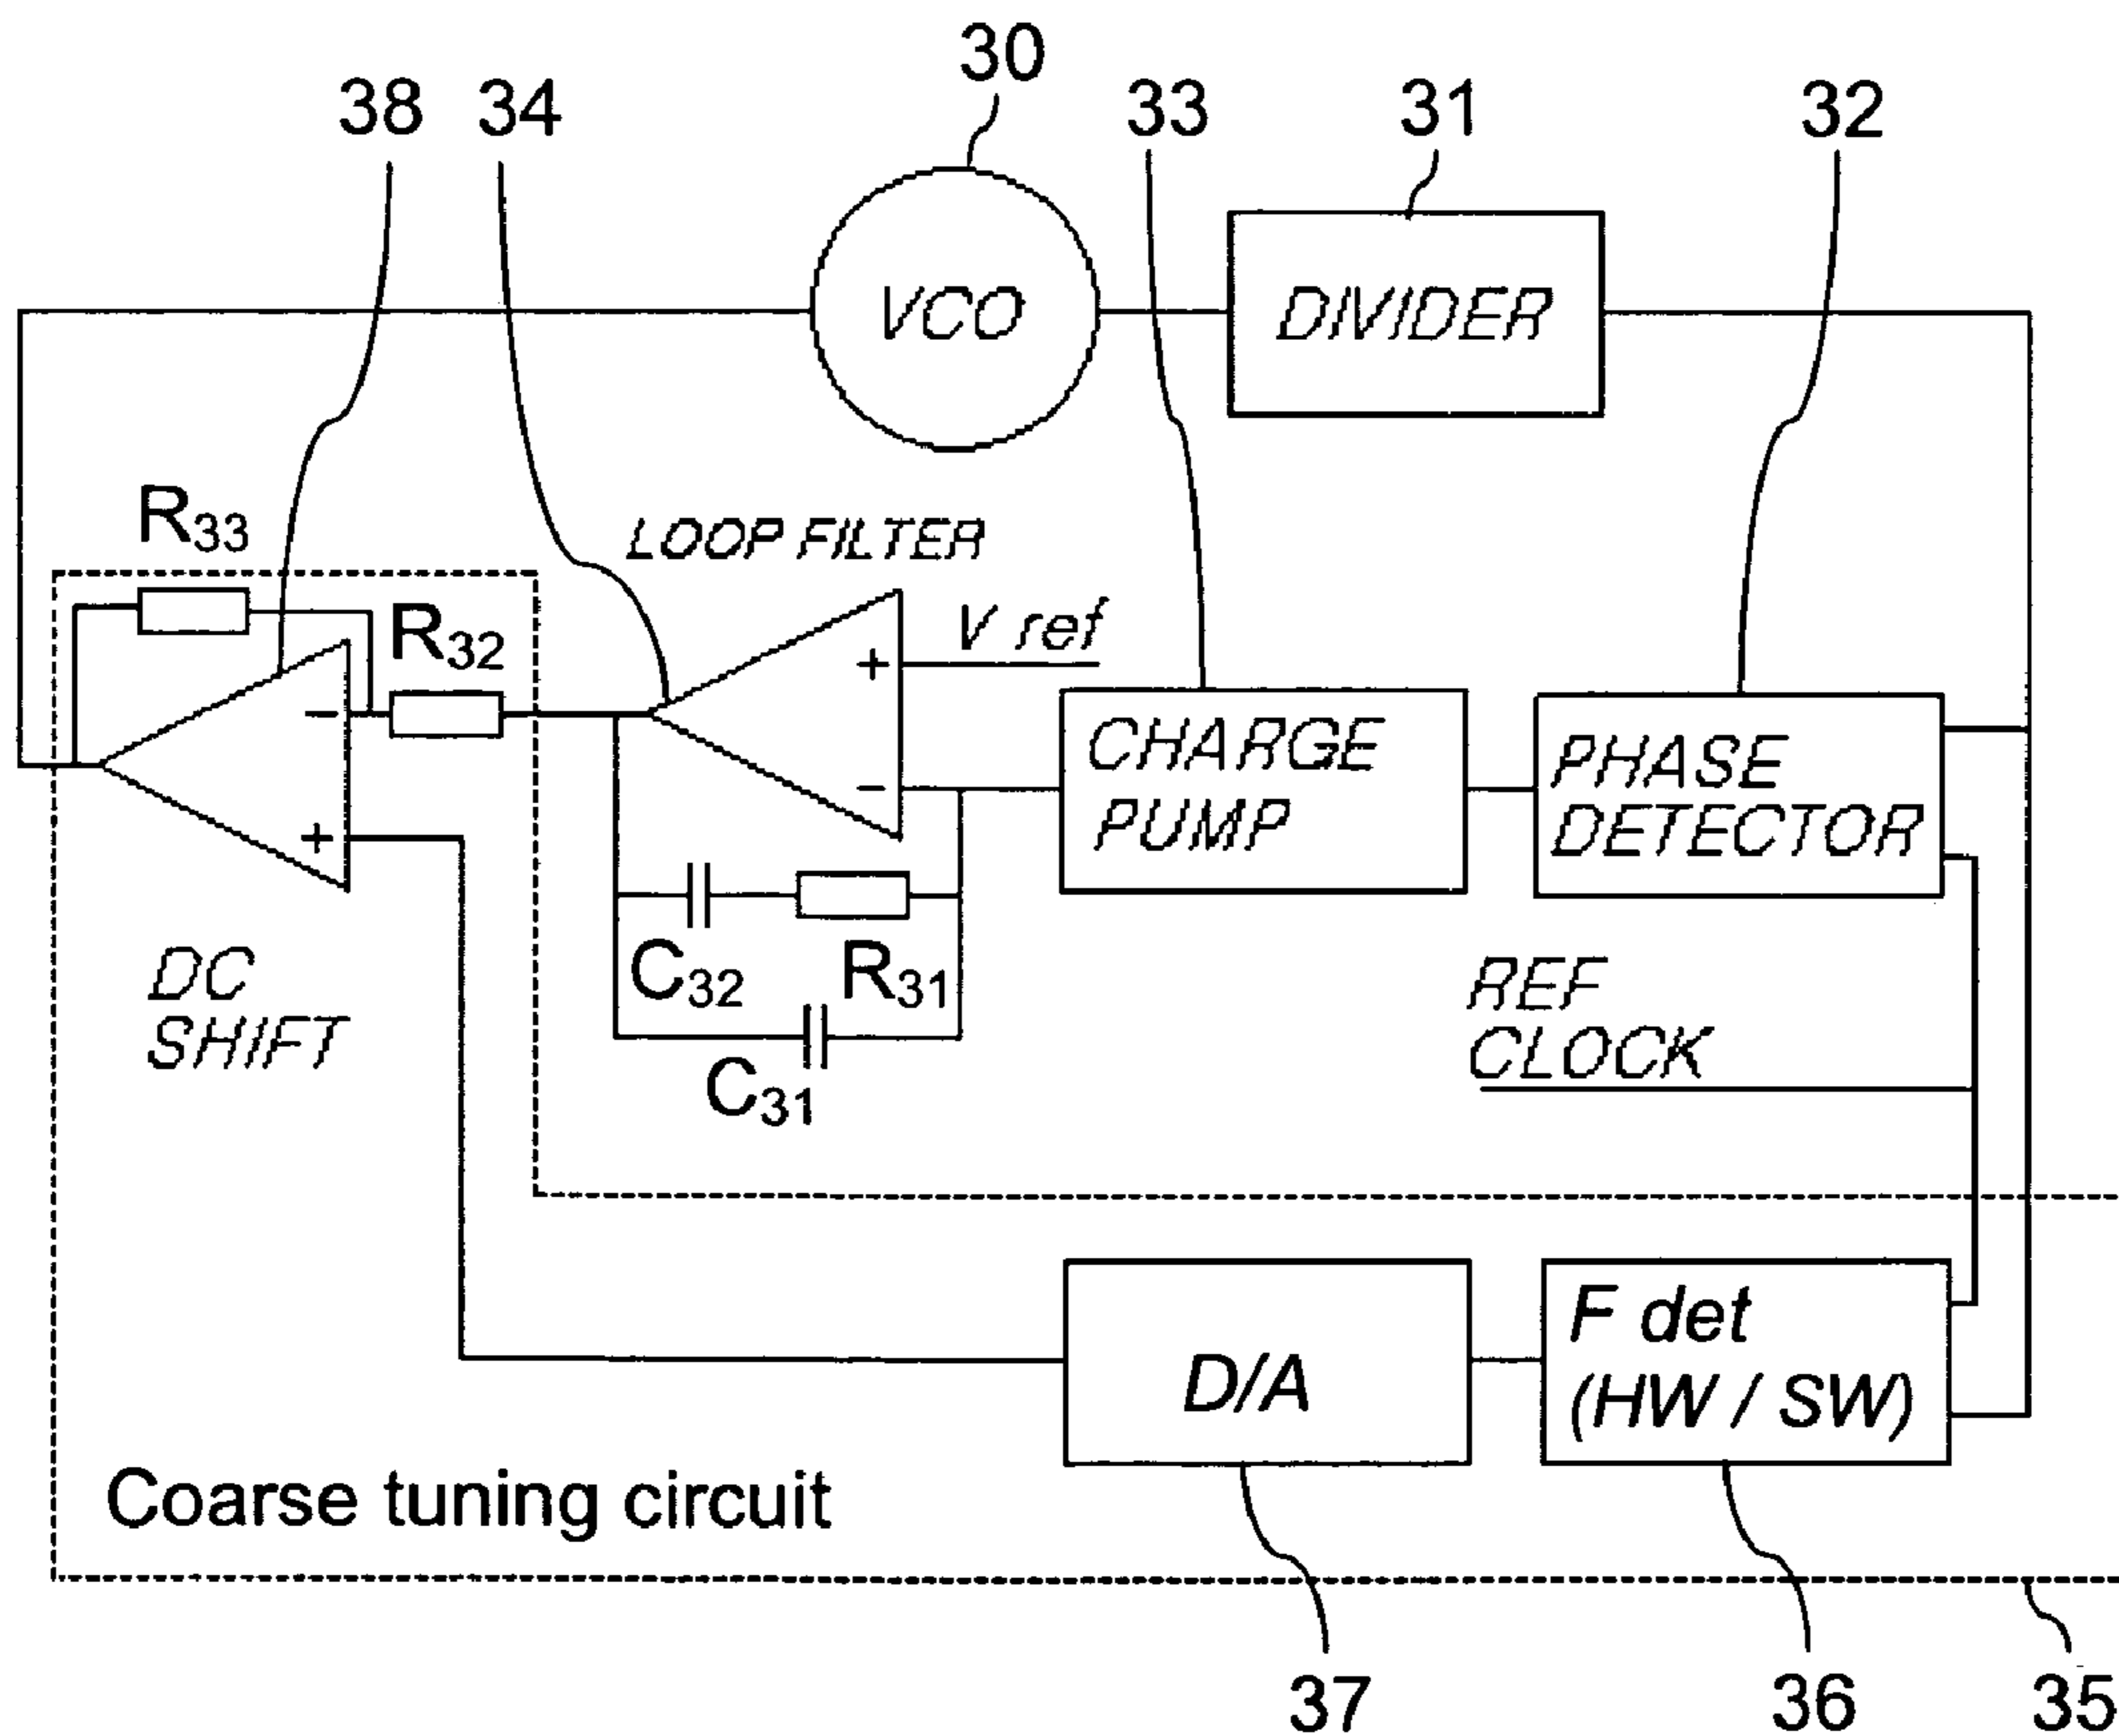 30
38 34 33 31 32
VCO DIVIDER
R33
LOOP FILTER
R32
V ref
+
−
CHARGE
PUMP
PHASE
DETECTOR
−
+
DC
SHIFT
C32 R31
C31
REF
CLOCK
D/A
F det
(HW / SW)
Coarse tuning circuit
37 36 35